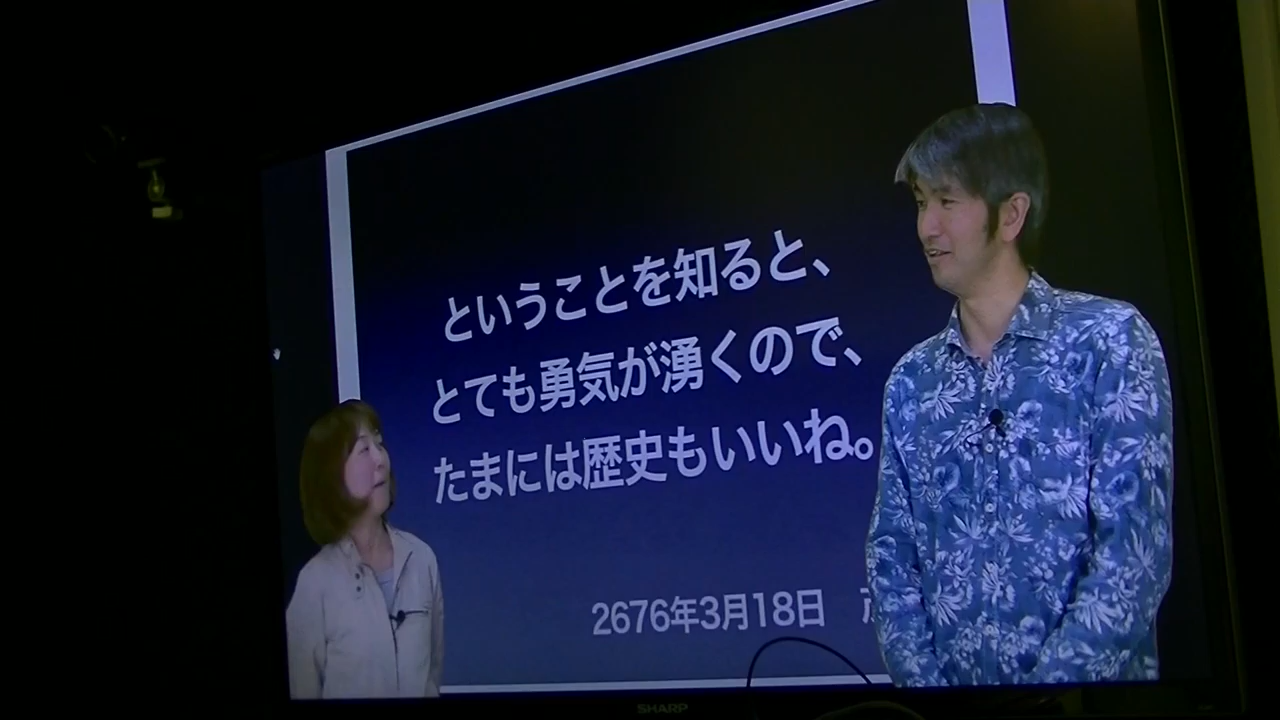 ということを知ると、
とても勇気が湧くので、
たまには歴史もいいね。
2676年3月18日
SHARP